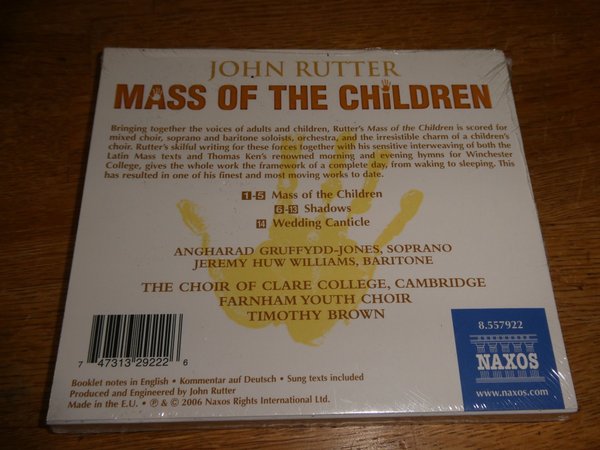 JOHN RUTTER
MASS OF THE CHILDREN
Bringing together the voices of adults and children, Rutter's Mass of the Children is scored for
mixed choir, soprano and baritone soloists, orchestra, and the irresistible charm of a children's
choir. Rutter's skilful writing for these forces together with his sensitive interweaving of both the
Latin Mass texts and Thomas Ken's renowned morning and evening hymns for Winchester
College, gives the whole work the framework of a complete day, from waking to sleeping. This
has resulted in one of his finest and most moving works to date.
1-5 Mass of the Children
6-13 Shadows
14 Wedding Canticle
ANGHARAD GRUFFYDD-JONES, SOPRANO
JEREMY HUW WILLIAMS, BARITONE
THE CHOIR OF CLARE COLLEGE, CAMBRIDGE
FARNHAM YOUTH CHOIR
TIMOTHY BROWN
7 47313 29222 6
Booklet notes in English • Kommentar auf Deutsch • Sung texts included
Produced and Engineered by John Rutter
Made in the E.U. • ℗ & © 2006 Naxos Rights International Ltd.
8.557922
NAXOS
www.naxos.com